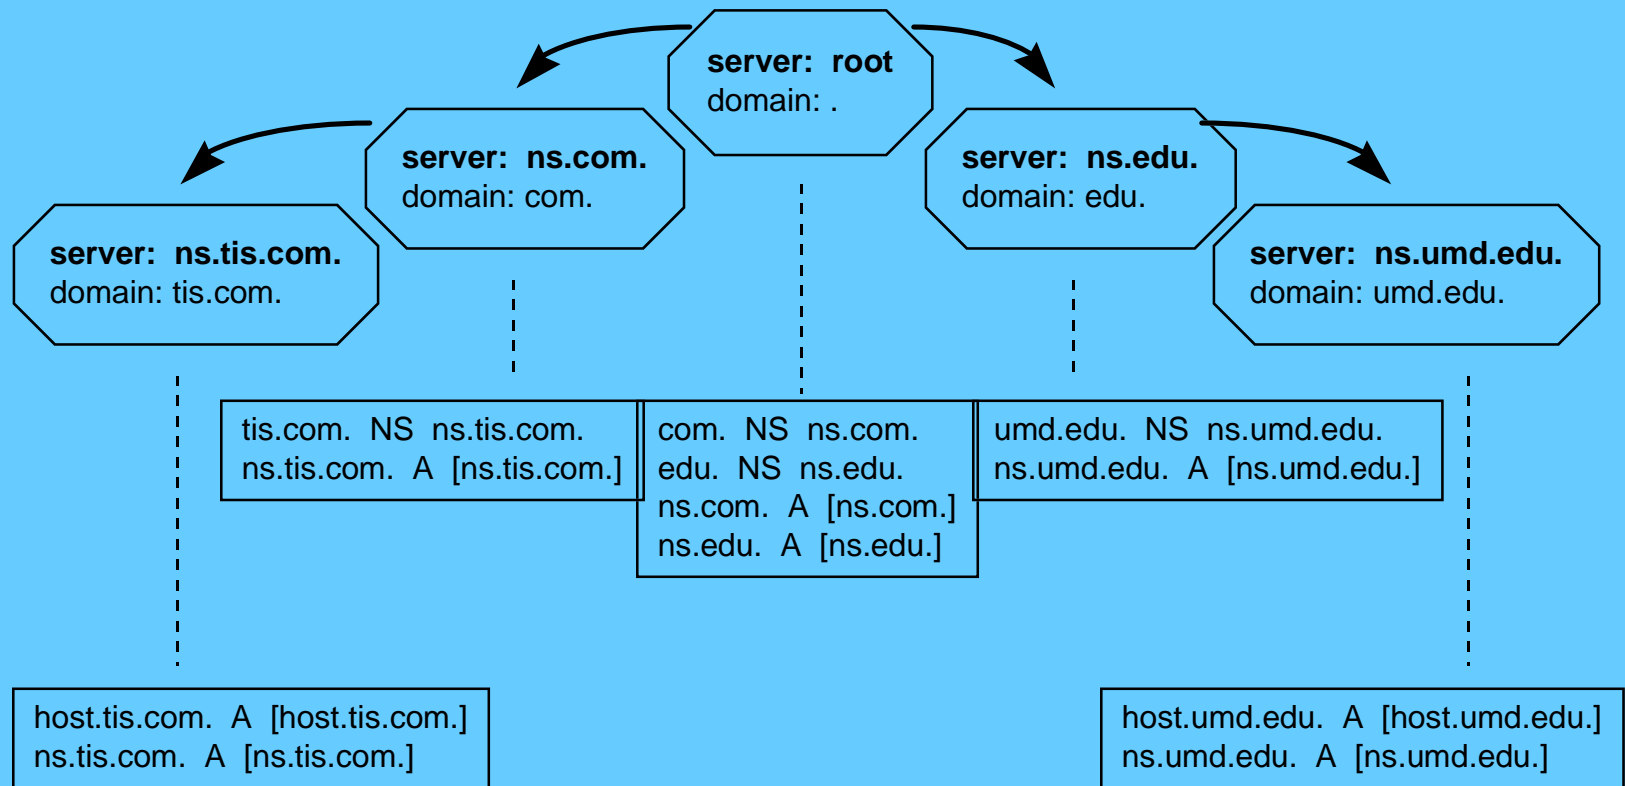 server: root
domain: .
server: ns.com.
domain: com.
server: ns.edu.
domain: edu.
server: ns.tis.com.
domain: tis.com.
server: ns.umd.edu.
domain: umd.edu.
tis.com. NS ns.tis.com.
ns.tis.com. A [ns.tis.com.]
com. NS ns.com.
edu. NS ns.edu.
ns.com. A [ns.com.]
ns.edu. A [ns.edu.]
umd.edu. NS ns.umd.edu.
ns.umd.edu. A [ns.umd.edu.]
host.tis.com. A [host.tis.com.]
ns.tis.com. A [ns.tis.com.]
host.umd.edu. A [host.umd.edu.]
ns.umd.edu. A [ns.umd.edu.]